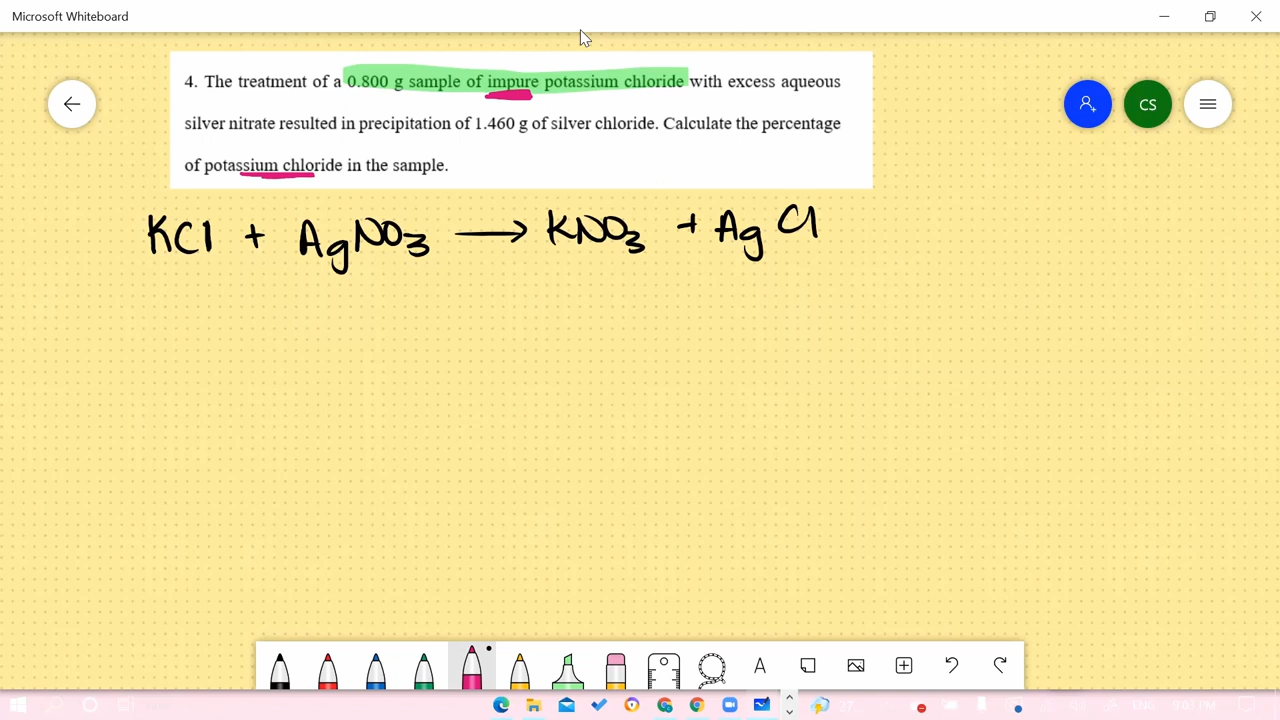 Microsoft Whiteboard
4. The treatment of a 0.800 g sample of impure potassium chloride with excess aqueous
silver nitrate resulted in precipitation of 1.460 g of silver chloride. Calculate the percentage
of potassium chloride in the sample.
CS
KCl + AgNO3 → KNO3 + AgCl
A